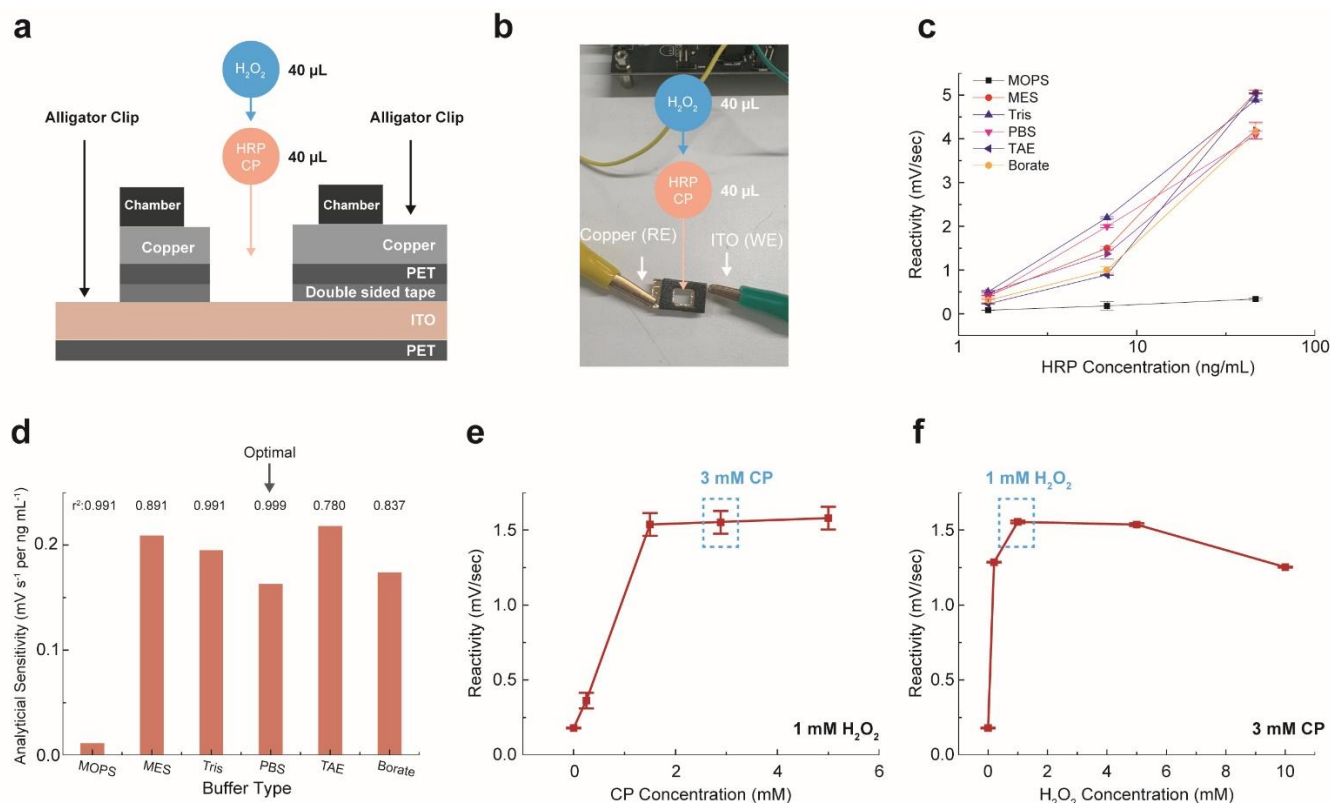 a
H₂O₂
40 µL
Alligator Clip
Alligator Clip
HRP
CP
40 µL
Chamber
Chamber
Copper
Copper
PET
Double sided tape
ITO
PET
b
H₂O₂
40 µL
HRP
CP
40 µL
Copper (RE)
ITO (WE)
c
MOPS
MES
Tris
PBS
TAE
Borate
Reactivity (mV/sec)
5
4
3
2
1
0
1
10
100
HRP Concentration (ng/mL)
d
Optimal
r²:0.991
0.891
0.991
0.999
0.780
0.837
Analyticial Sensitivity (mV s⁻¹ per ng mL⁻¹)
0.2
0.1
0.0
MOPS
MES
Tris
PBS
TAE
Borate
Buffer Type
e
3 mM CP
Reactivity (mV/sec)
1.5
1.0
0.5
0.0
1 mM H₂O₂
0
2
4
6
CP Concentration (mM)
f
1 mM H₂O₂
Reactivity (mV/sec)
1.5
1.0
0.5
0.0
3 mM CP
0
2
4
6
8
10
H₂O₂ Concentration (mM)